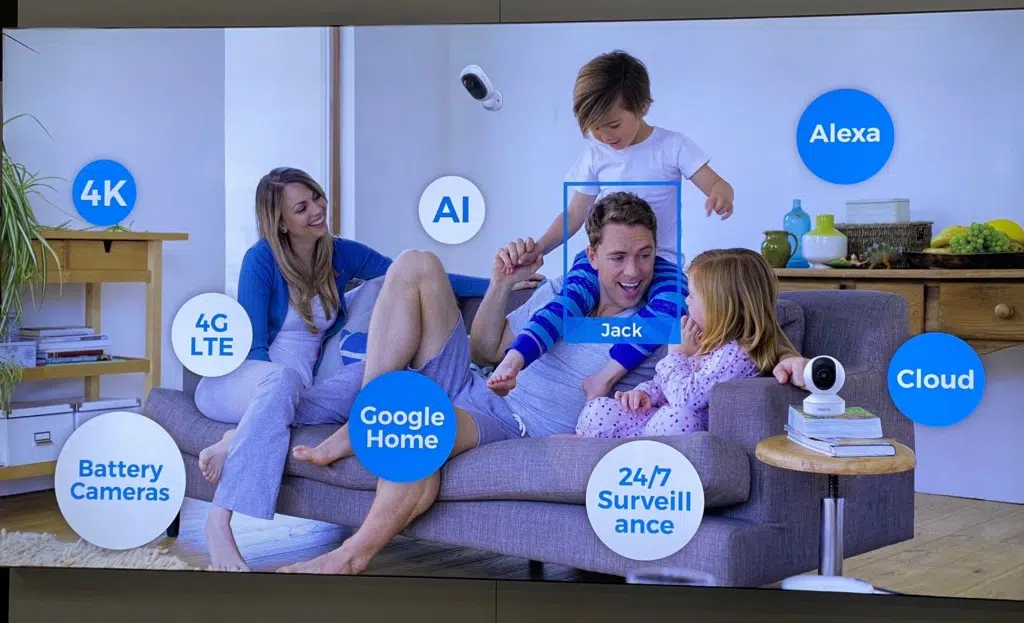 Alexa
4K
AI
4G
LTE
Jack
Cloud
Google
Home
Battery
Cameras
24/7
Surveill
ance